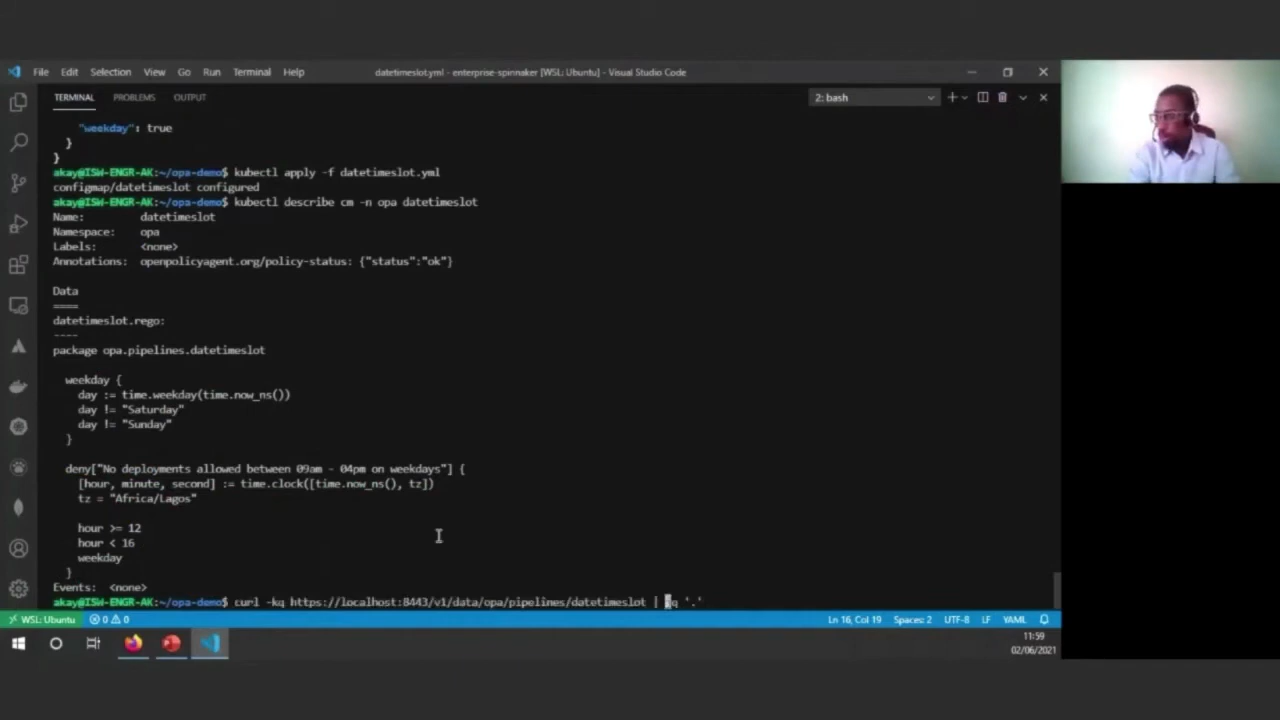 File Edit Selection View Go Run Terminal Help datetimeslot.yml - enterprise-spinnaker [WSL: Ubuntu] - Visual Studio Code
TERMINAL PROBLEMS OUTPUT 2: bash
"weekday": true
}
}
akay@ISW-ENGR-AK:~/opa-demo$ kubectl apply -f datetimeslot.yml
configmap/datetimeslot configured
akay@ISW-ENGR-AK:~/opa-demo$ kubectl describe cm -n opa datetimeslot
Name: datetimeslot
Namespace: opa
Labels: <none>
Annotations: openpolicyagent.org/policy-status: {"status":"ok"}
Data
====
datetimeslot.rego:
----
package opa.pipelines.datetimeslot
weekday {
day := time.weekday(time.now_ns())
day != "Saturday"
day != "Sunday"
}
deny["No deployments allowed between 09am - 04pm on weekdays"] {
[hour, minute, second] := time.clock([time.now_ns(), tz])
tz = "Africa/Lagos"
hour >= 12
hour < 16
weekday
}
Events: <none>
akay@ISW-ENGR-AK:~/opa-demo$ curl -kq https://localhost:8443/v1/data/opa/pipelines/datetimeslot | jq '.'
WSL: Ubuntu 0 0 Ln 16, Col 19 Spaces: 2 UTF-8 LF YAML
11:59
02/06/2021